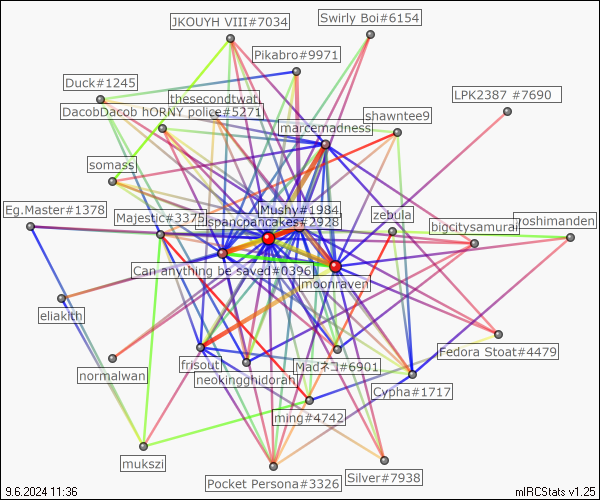 JKOUYH VIII#7034
Swirly Boi#6154
Pikabro#9971
Duck#1245
thesecondtwat
LPK2387 #7690
DacobDacob hORNY police#5271
shawntee9
marcemadness
somass
Eg.Master#1378
Majestic#3375
Mushy#1984
zebula
yoshimanden
spancpancakes#2928
bigcitysamurai
Can anything be saved#0396
moonraven
eliakith
Fedora Stoat#4479
frisout
Madネコ#6901
normalwan
neokingghidorah
Cypha#1717
ming#4742
mukszi
Pocket Persona#3326
Silver#7938
9.6.2024 11:36
mIRCStats v1.25